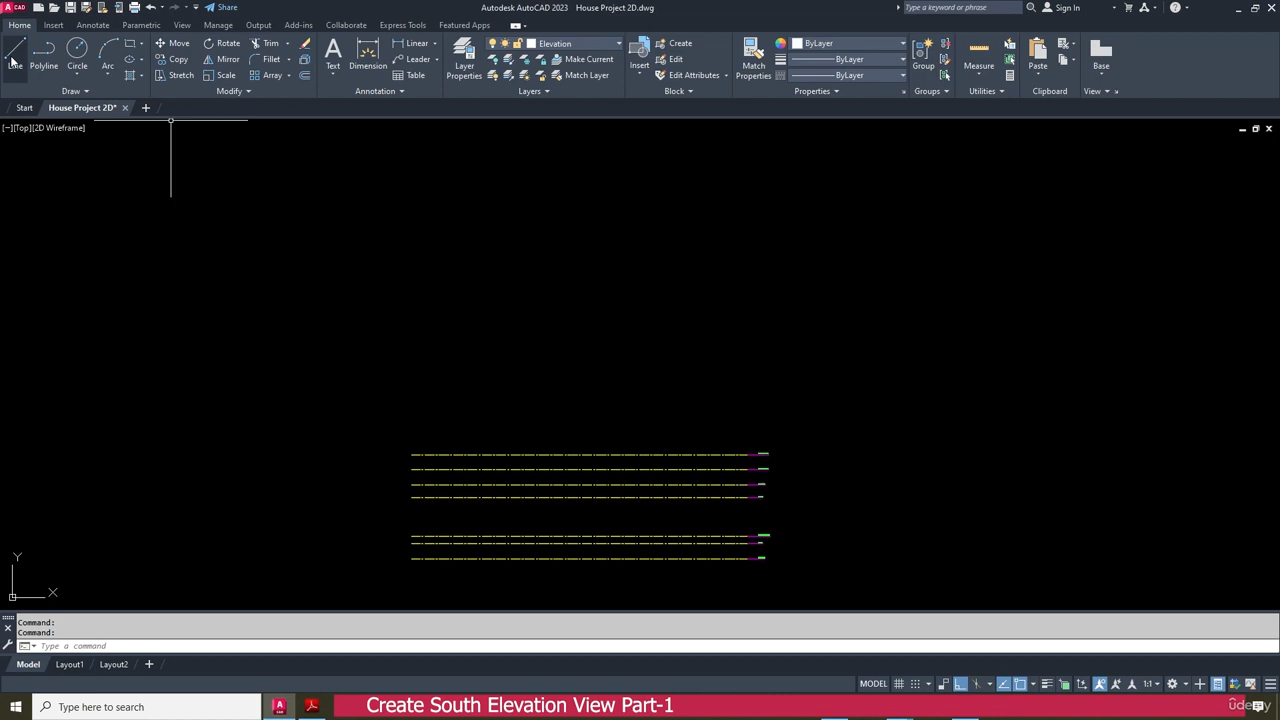 CAD
Share
Autodesk AutoCAD 2023 House Project 2D.dwg
Type a keyword or phrase
Sign In
Home Insert Annotate Parametric View Manage Output Add-ins Collaborate Express Tools Featured Apps
Line Polyline Circle Arc
Move Rotate Trim
Copy Mirror Fillet
Stretch Scale Array
Text Dimension
Linear
Leader
Table
Layer Properties
Elevation
Make Current
Match Layer
Insert
Create
Edit
Edit Attributes
Match Properties
ByLayer
ByLayer
ByLayer
Group
Measure
Paste
Base
Draw Modify Annotation Layers Block Properties Groups Utilities Clipboard View
Start House Project 2D*
[−][Top][2D Wireframe]
Y
X
Command:
Command:
Type a command
Model Layout1 Layout2
MODEL 1:1
Type here to search
Create South Elevation View Part-1
udemy